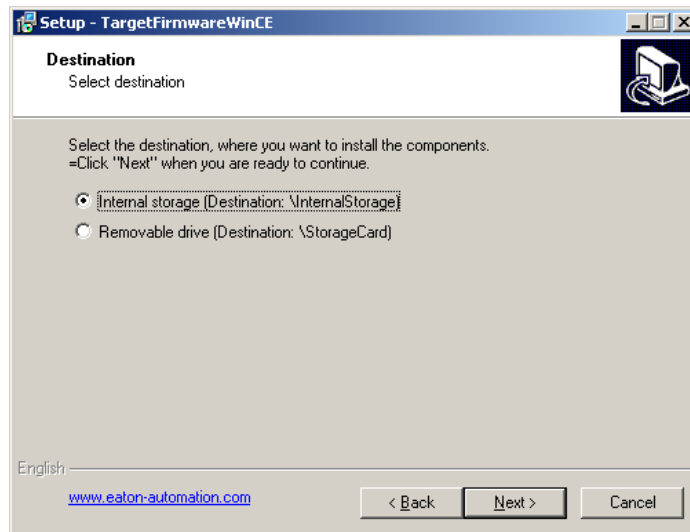 Setup - TargetFirmwareWinCE
Destination
Select destination
Select the destination, where you want to install the components.
=Click "Next" when you are ready to continue.
Internal storage (Destination: \InternalStorage)
Removable drive (Destination: \StorageCard)
English
www.eaton-automation.com
< Back
Next >
Cancel